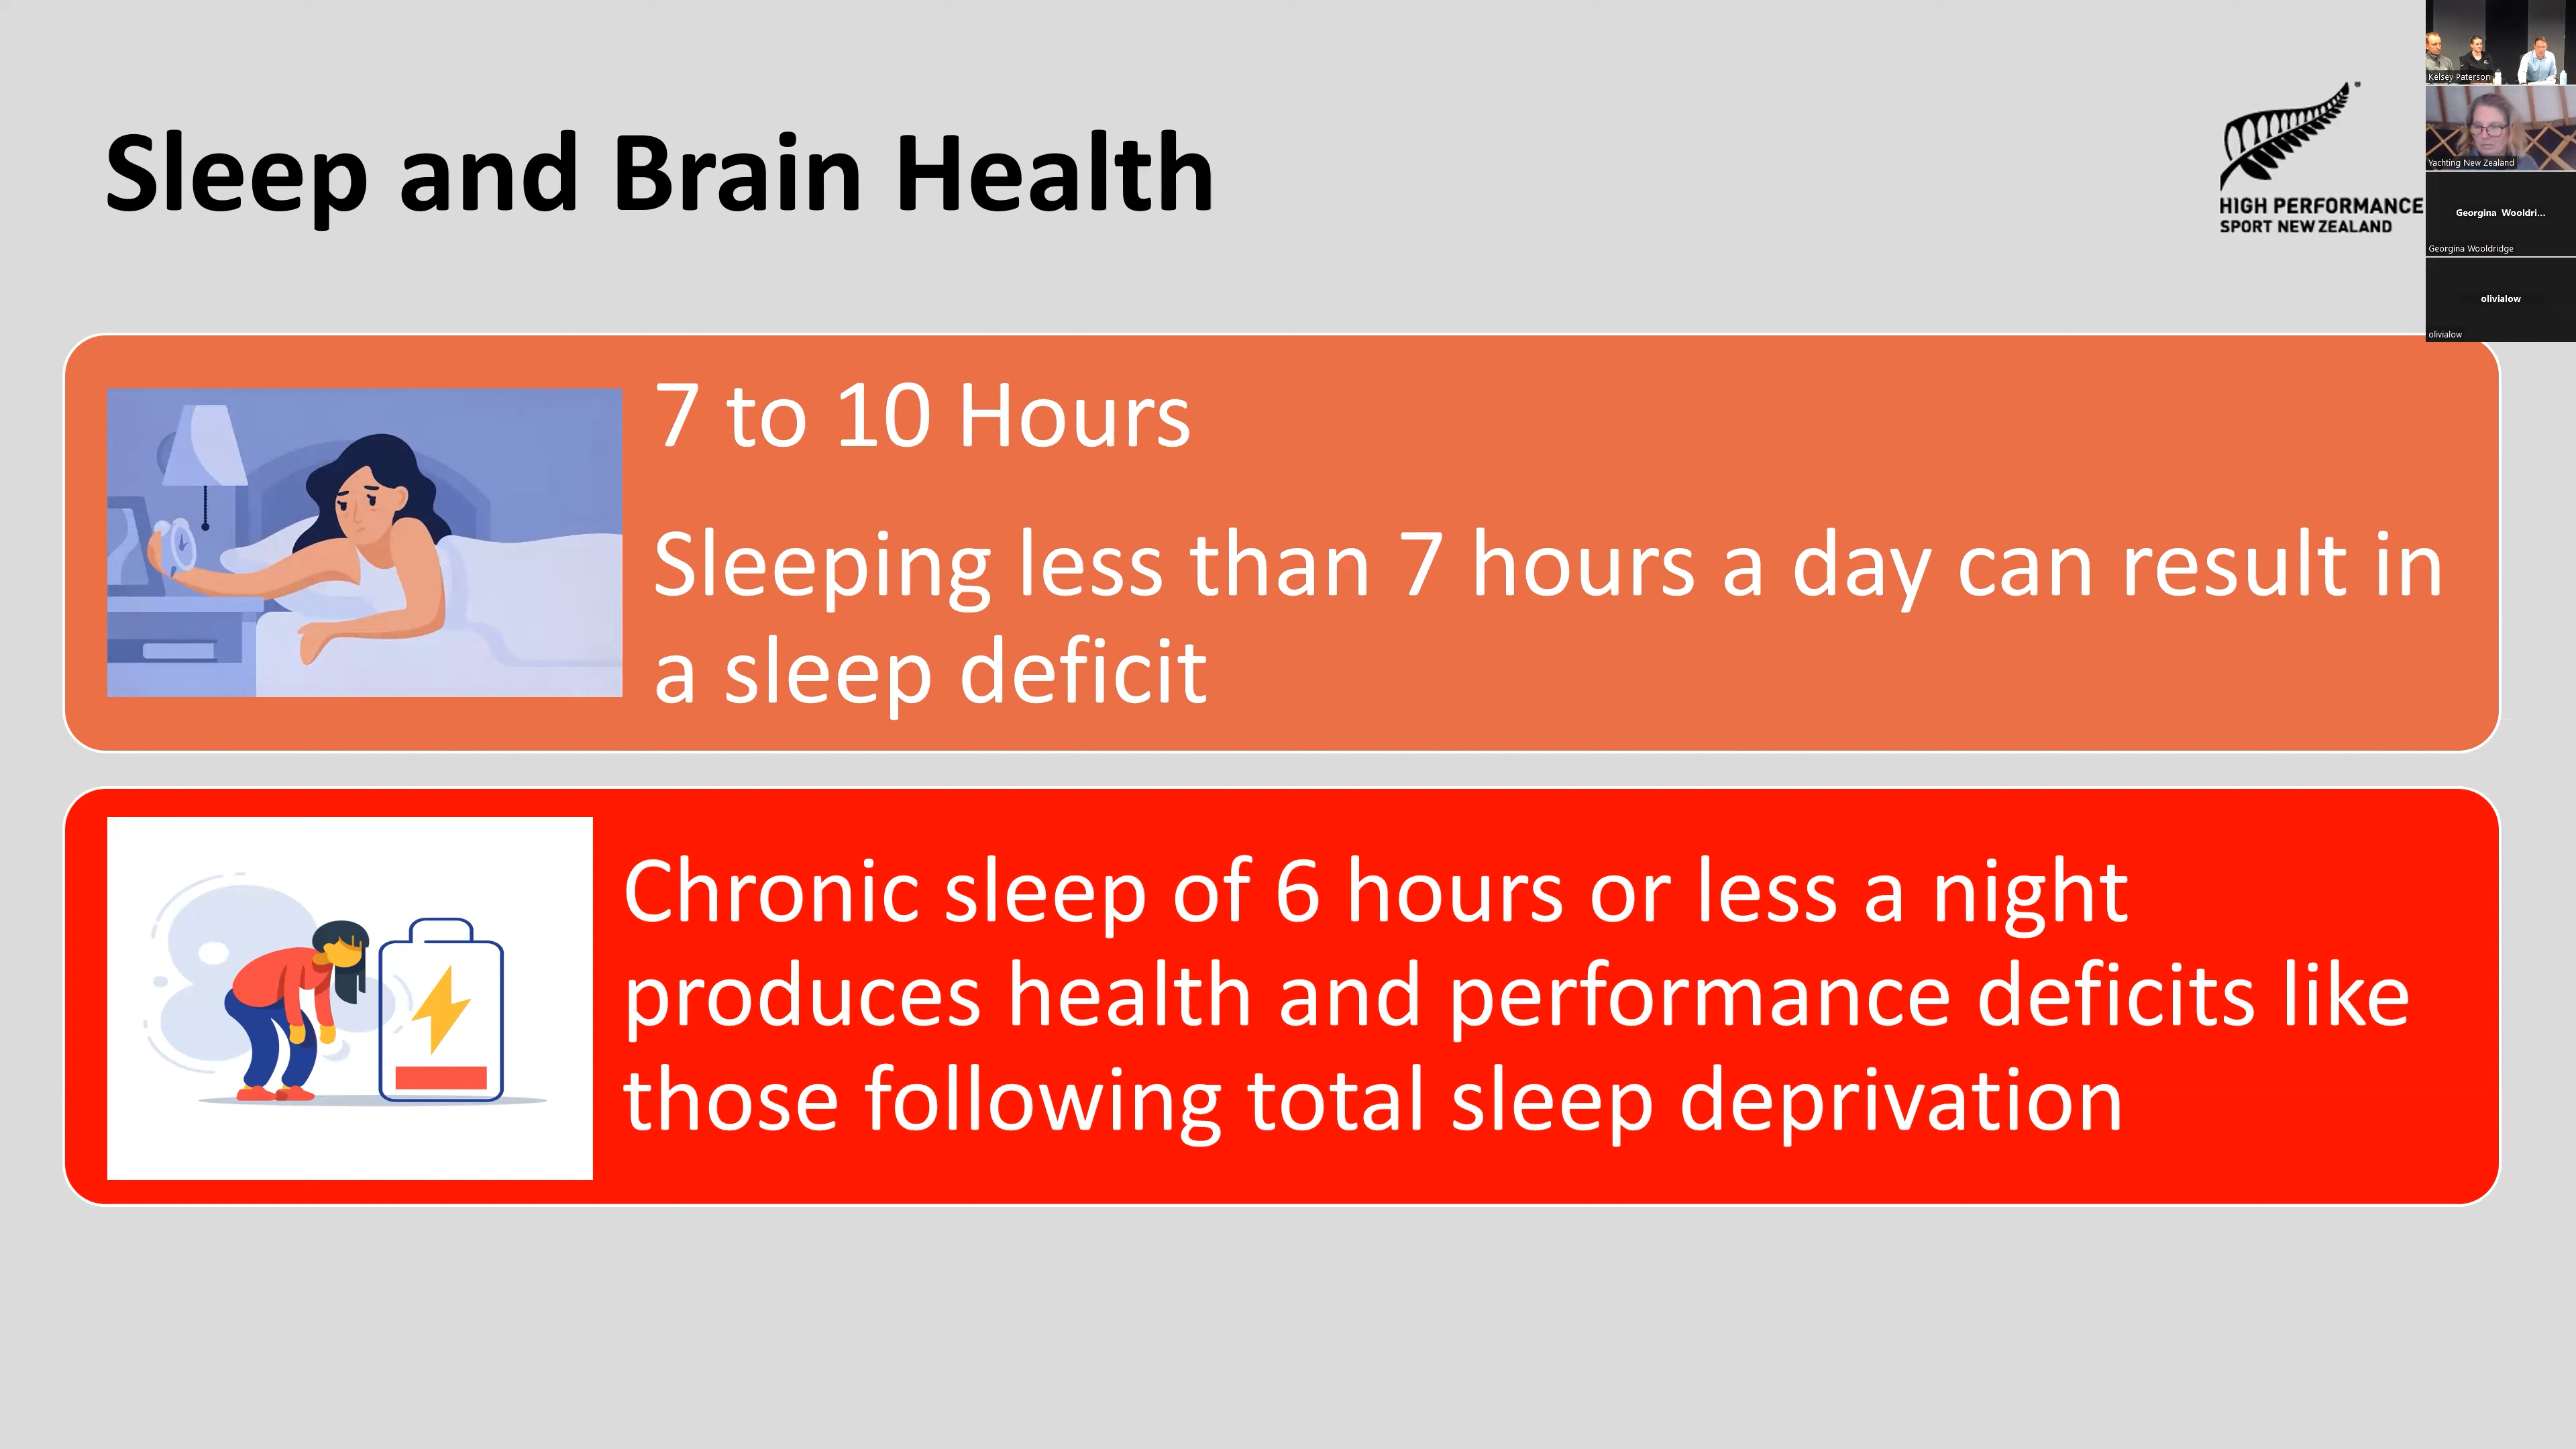 Sleep and Brain Health
HIGH PERFORMANCE
SPORT NEW ZEALAND
Kelsey Paterson
Yachting New Zealand
Georgina Wooldri...
Georgina Wooldridge
olivialow
olivialow
7 to 10 Hours
Sleeping less than 7 hours a day can result in
a sleep deficit
Chronic sleep of 6 hours or less a night
produces health and performance deficits like
those following total sleep deprivation